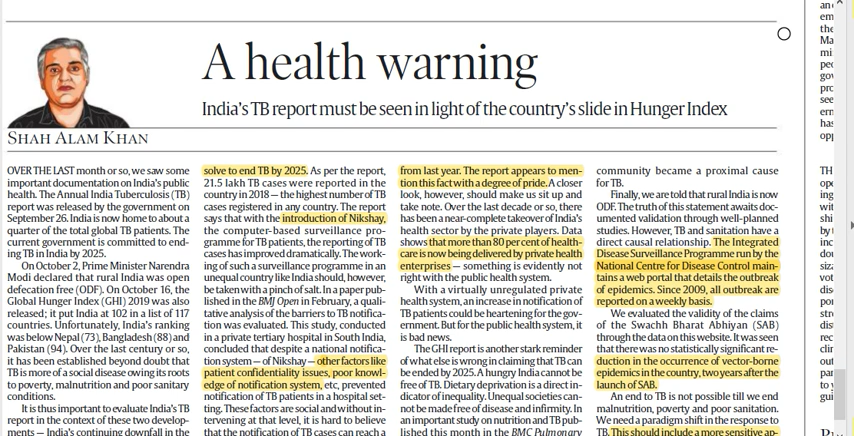 A health warning
India's TB report must be seen in light of the country's slide in Hunger Index
SHAH ALAM KHAN
OVER THE LAST month or so, we saw some
important documentation on India's public
health. The Annual India Tuberculosis (TB)
report was released by the government on
September 26. India is now home to about a
quarter of the total global TB patients. The
current government is committed to end-
ing TB in India by 2025.
On October 2, Prime Minister Narendra
Modi declared that rural India was open
defecation free (ODF). On October 16, the
Global Hunger Index (GHI) 2019 was also
released; it put India at 102 in a list of 117
countries. Unfortunately, India's ranking
was below Nepal (73), Bangladesh (88) and
Pakistan (94). Over the last century or so,
it has been established beyond doubt that
TB is more of a social disease owing its roots
to poverty, malnutrition and poor sanitary
conditions.
It is thus important to evaluate India's TB
report in the context of these two develop-
ments — India's continuing downfall in the
solve to end TB by 2025. As per the report,
21.5 lakh TB cases were reported in the
country in 2018 — the highest number of TB
cases registered in any country. The report
says that with the introduction of Nikshay,
the computer-based surveillance pro-
gramme for TB patients, the reporting of TB
cases has improved dramatically. The work-
ing of such a surveillance programme in an
unequal country like India should, however,
be taken with a pinch of salt. In a paper pub-
lished in the BMJ Open in February, a quali-
tative analysis of the barriers to TB notifica-
tion was evaluated. This study, conducted
in a private tertiary hospital in South India,
concluded that despite a national notifica-
tion system — of Nikshay — other factors like
patient confidentiality issues, poor knowl-
edge of notification system, etc, prevented
notification of TB patients in a hospital set-
ting. These factors are social and without in-
tervening at that level, it is hard to believe
that the notification of TB cases can reach a
from last year. The report appears to men-
tion this fact with a degree of pride. A closer
look, however, should make us sit up and
take note. Over the last decade or so, there
has been a near-complete takeover of India's
health sector by the private players. Data
shows that more than 80 per cent of health-
care is now being delivered by private health
enterprises — something is evidently not
right with the public health system.
With a virtually unregulated private
health system, an increase in notification of
TB patients could be heartening for the gov-
ernment. But for the public health system, it
is bad news.
The GHI report is another stark reminder
of what else is wrong in claiming that TB can
be ended by 2025. A hungry India cannot be
free of TB. Dietary deprivation is a direct in-
dicator of inequality. Unequal societies can-
not be made free of disease and infirmity. In
an important study on nutrition and TB pub-
lished this month in the BMC Pulmonary
community became a proximal cause
for TB.
Finally, we are told that rural India is now
ODF. The truth of this statement awaits doc-
umented validation through well-planned
studies. However, TB and sanitation have a
direct causal relationship. The Integrated
Disease Surveillance Programme run by the
National Centre for Disease Control main-
tains a web portal that details the outbreak
of epidemics. Since 2009, all outbreak are
reported on a weekly basis.
We evaluated the validity of the claims
of the Swachh Bharat Abhiyan (SAB)
through the data on this website. It was seen
that there was no statistically significant re-
duction in the occurrence of vector-borne
epidemics in the country, two years after the
launch of SAB.
An end to TB is not possible till we end
malnutrition, poverty and poor sanitation.
We need a paradigm shift in the response to
TB. This should include a more sensitive ap-